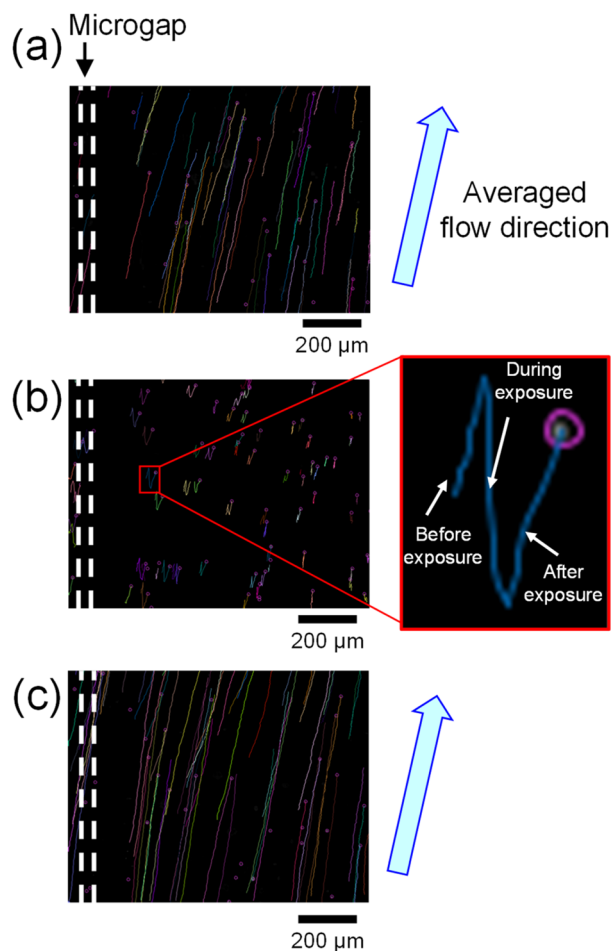 Microgap
(a)
Averaged
flow direction
200 µm
(b)
During
exposure
Before
exposure
After
exposure
200 µm
(c)
200 µm